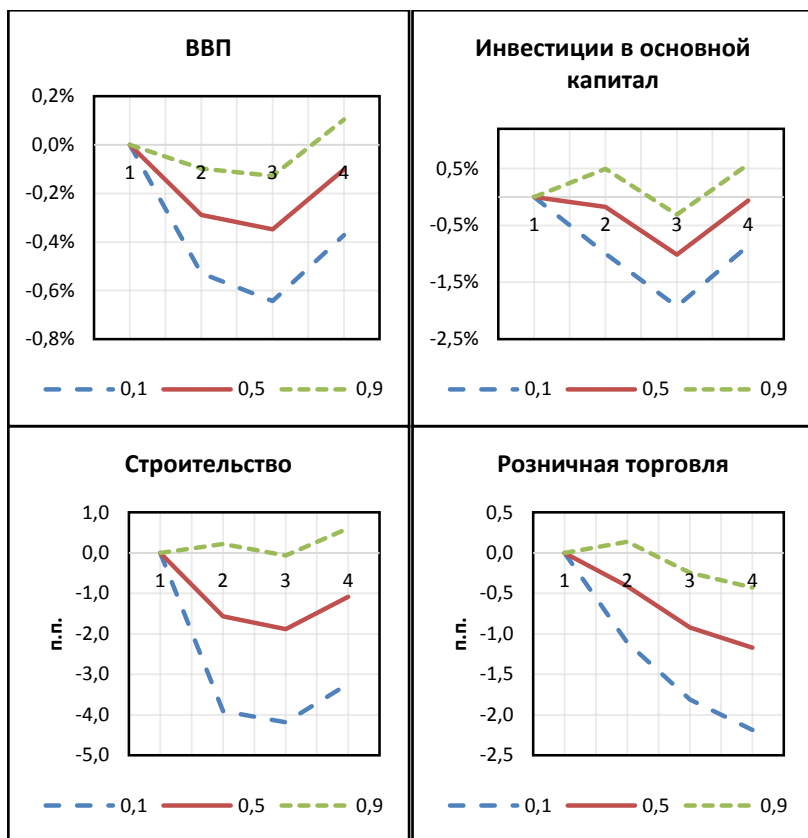 ВВП
0,2%
0,0%
-0,2%
-0,4%
-0,6%
-0,8%
1 2 3 4
0,1 0,5 0,9
Инвестиции в основной
капитал
0,5%
-0,5%
-1,5%
-2,5%
1 2 3 4
0,1 0,5 0,9
Строительство
1,0
0,0
-1,0
-2,0
-3,0
-4,0
-5,0
п.п.
1 2 3 4
0,1 0,5 0,9
Розничная торговля
0,5
0,0
-0,5
-1,0
-1,5
-2,0
-2,5
п.п.
1 2 3 4
0,1 0,5 0,9